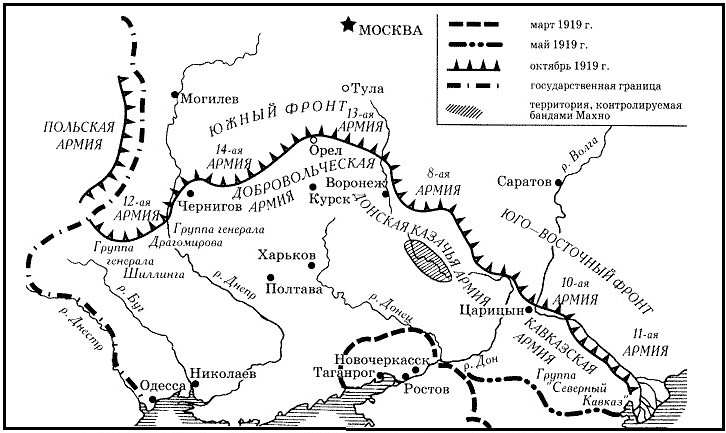 МОСКВА
март 1919 г.
май 1919 г.
октябрь 1919 г.
государственная граница
территория, контролируемая
бандами Махно
Тула
Могилев
ЮЖНЫЙ ФРОНТ
13-ая
АРМИЯ
ПОЛЬСКАЯ
АРМИЯ
14-ая
АРМИЯ
Орел
р. Волга
ДОБРОВОЛЬЧЕСКАЯ
АРМИЯ
Воронеж
8-ая
АРМИЯ
Саратов
12-ая
АРМИЯ
Чернигов
Курск
ДОНСКАЯ КАЗАЧЬЯ
АРМИЯ
ЮГО—ВОСТОЧНЫЙ ФРОНТ
Группа генерала
Драгомирова
Группа
генерала
Шиллинга
Харьков
Полтава
р. Днепр
р. Буг
р. Днестр
р. Донец
10-ая
АРМИЯ
Царицын
КАВКАЗСКАЯ
АРМИЯ
11-ая
АРМИЯ
Новочеркасск
Таганрог
р. Дон
Ростов
Группа
"Северный
Кавказ"
Николаев
Одесса